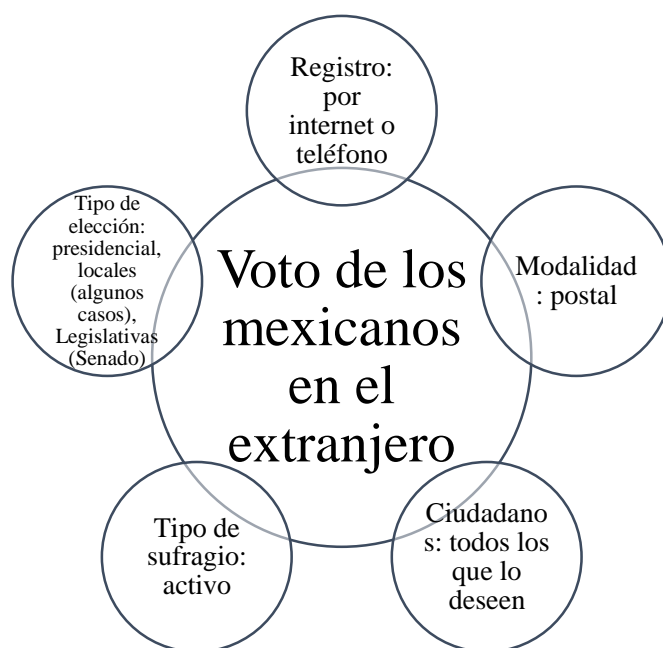 Registro:
por
internet o
teléfono
Tipo de
elección:
presidencial,
locales
(algunos
casos),
Legislativas
(Senado)
Voto de los
mexicanos
en el
extranjero
Modalidad
: postal
Tipo de
sufragio:
activo
Ciudadano
s: todos los
que lo
deseen